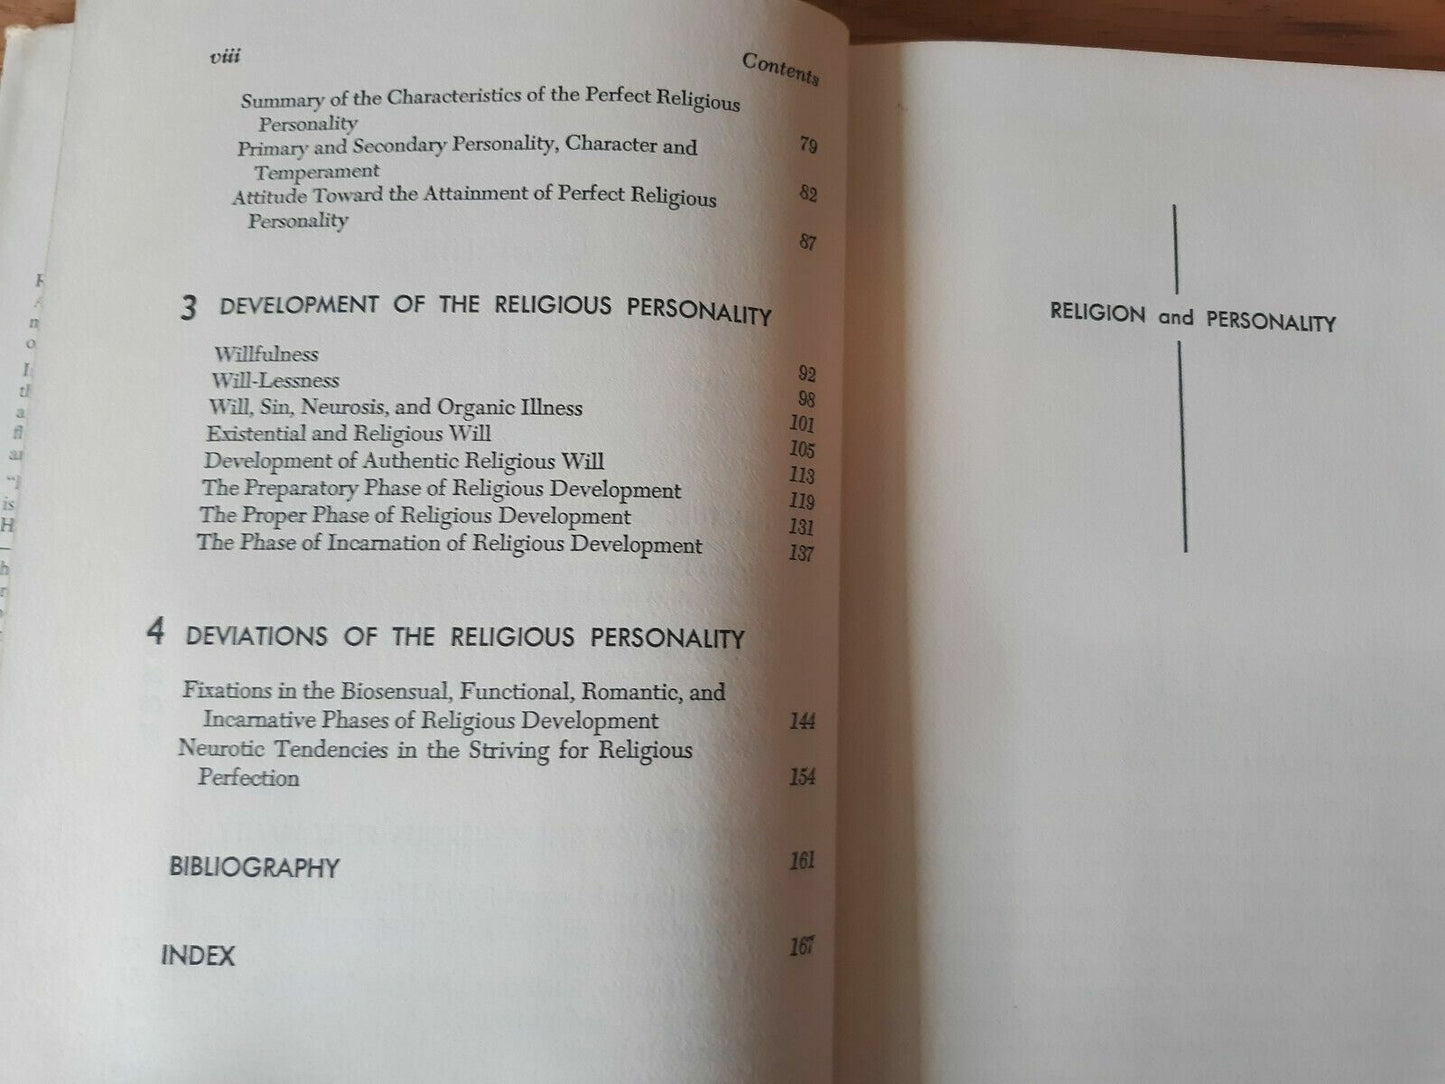 viii Contents
Summary of the Characteristics of the Perfect Religious
Personality 79
Primary and Secondary Personality, Character and
Temperament 82
Attitude Toward the Attainment of Perfect Religious
Personality 87
3 DEVELOPMENT OF THE RELIGIOUS PERSONALITY
Willfulness 92
Will-Lessness 98
Will, Sin, Neurosis, and Organic Illness 101
Existential and Religious Will 105
Development of Authentic Religious Will 113
The Preparatory Phase of Religious Development 119
The Proper Phase of Religious Development 131
The Phase of Incarnation of Religious Development 137
4 DEVIATIONS OF THE RELIGIOUS PERSONALITY
Fixations in the Biosensual, Functional, Romantic, and
Incarnative Phases of Religious Development 144
Neurotic Tendencies in the Striving for Religious
Perfection 154
BIBLIOGRAPHY 161
INDEX 167
RELIGION and PERSONALITY